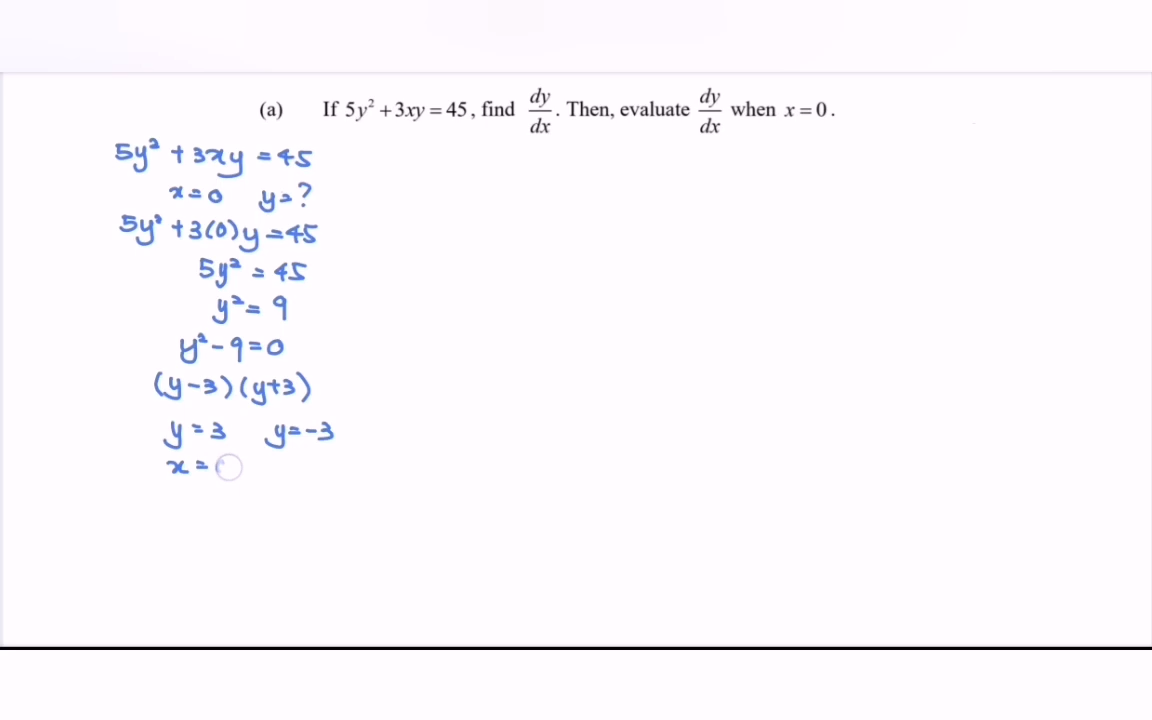 (a) If 5y² + 3xy = 45, find dy/dx. Then, evaluate dy/dx when x = 0.
5y² + 3xy = 45
x = 0 y = ?
5y² + 3(0)y = 45
5y² = 45
y² = 9
y² - 9 = 0
(y-3)(y+3)
y = 3 y = -3
x =